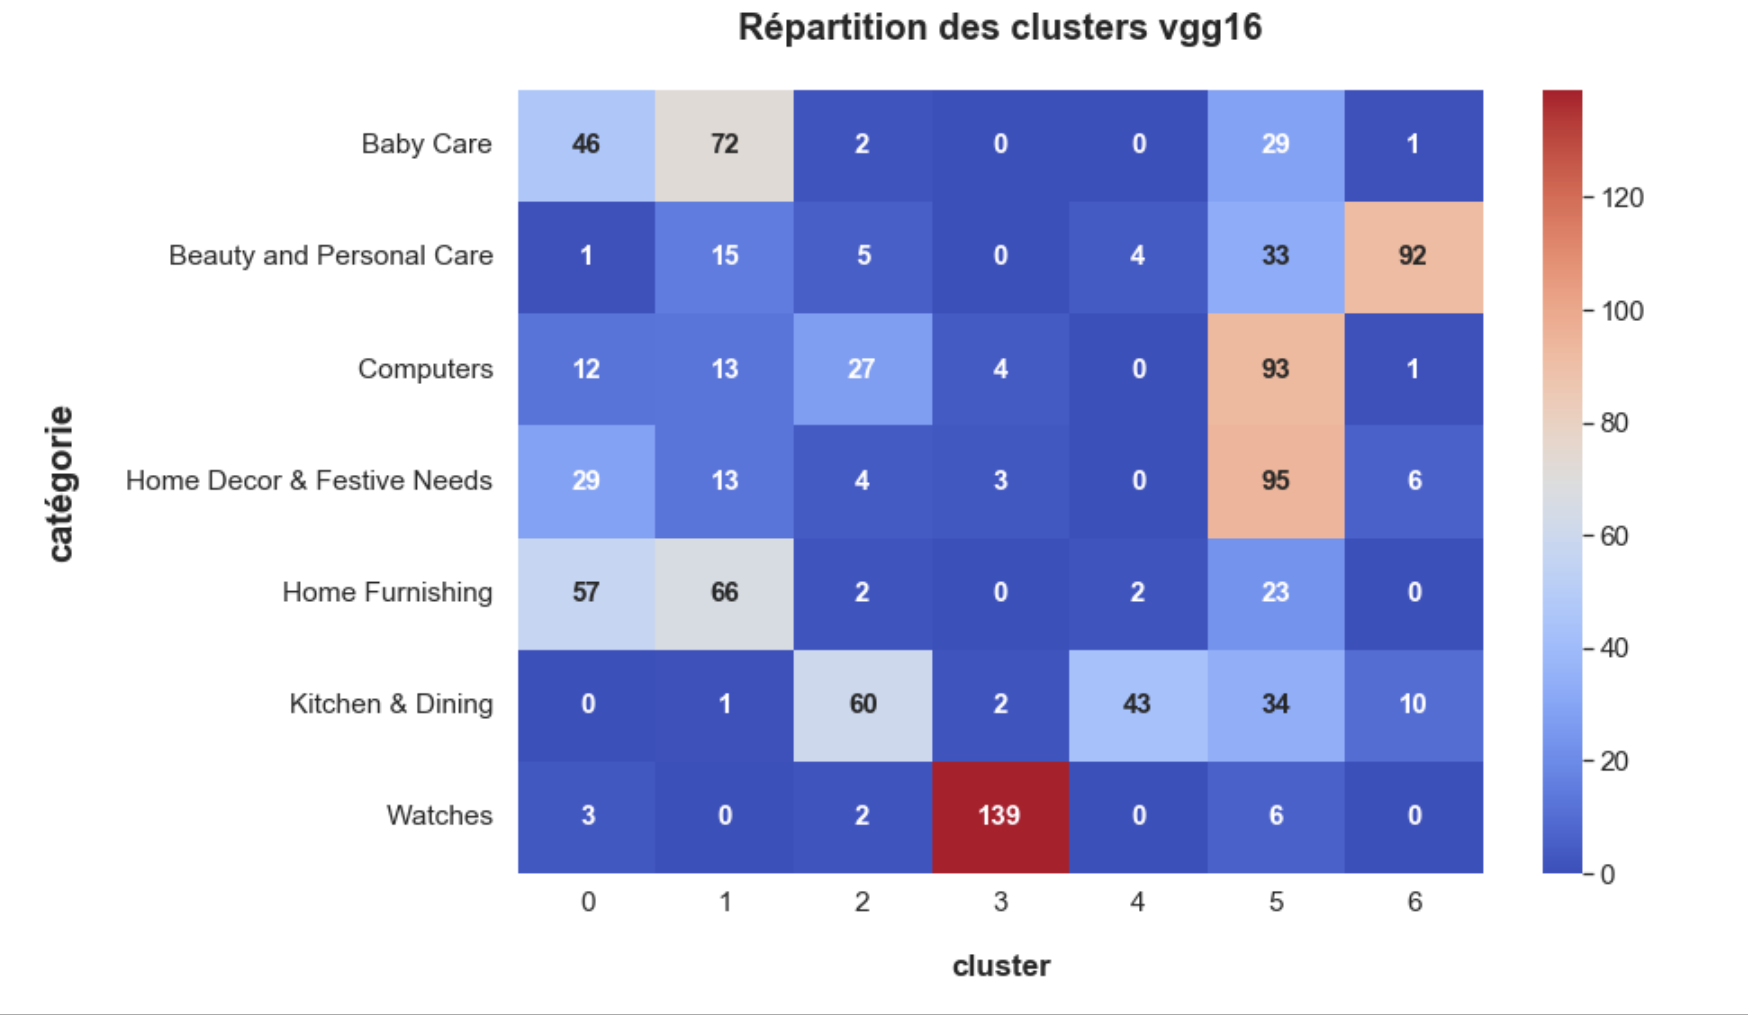 Répartition des clusters vgg16
catégorie
Baby Care 46 72 2 0 0 29 1
Beauty and Personal Care 1 15 5 0 4 33 92
Computers 12 13 27 4 0 93 1
Home Decor & Festive Needs 29 13 4 3 0 95 6
Home Furnishing 57 66 2 0 2 23 0
Kitchen & Dining 0 1 60 2 43 34 10
Watches 3 0 2 139 0 6 0
0 1 2 3 4 5 6
cluster
120
100
80
60
40
20
0